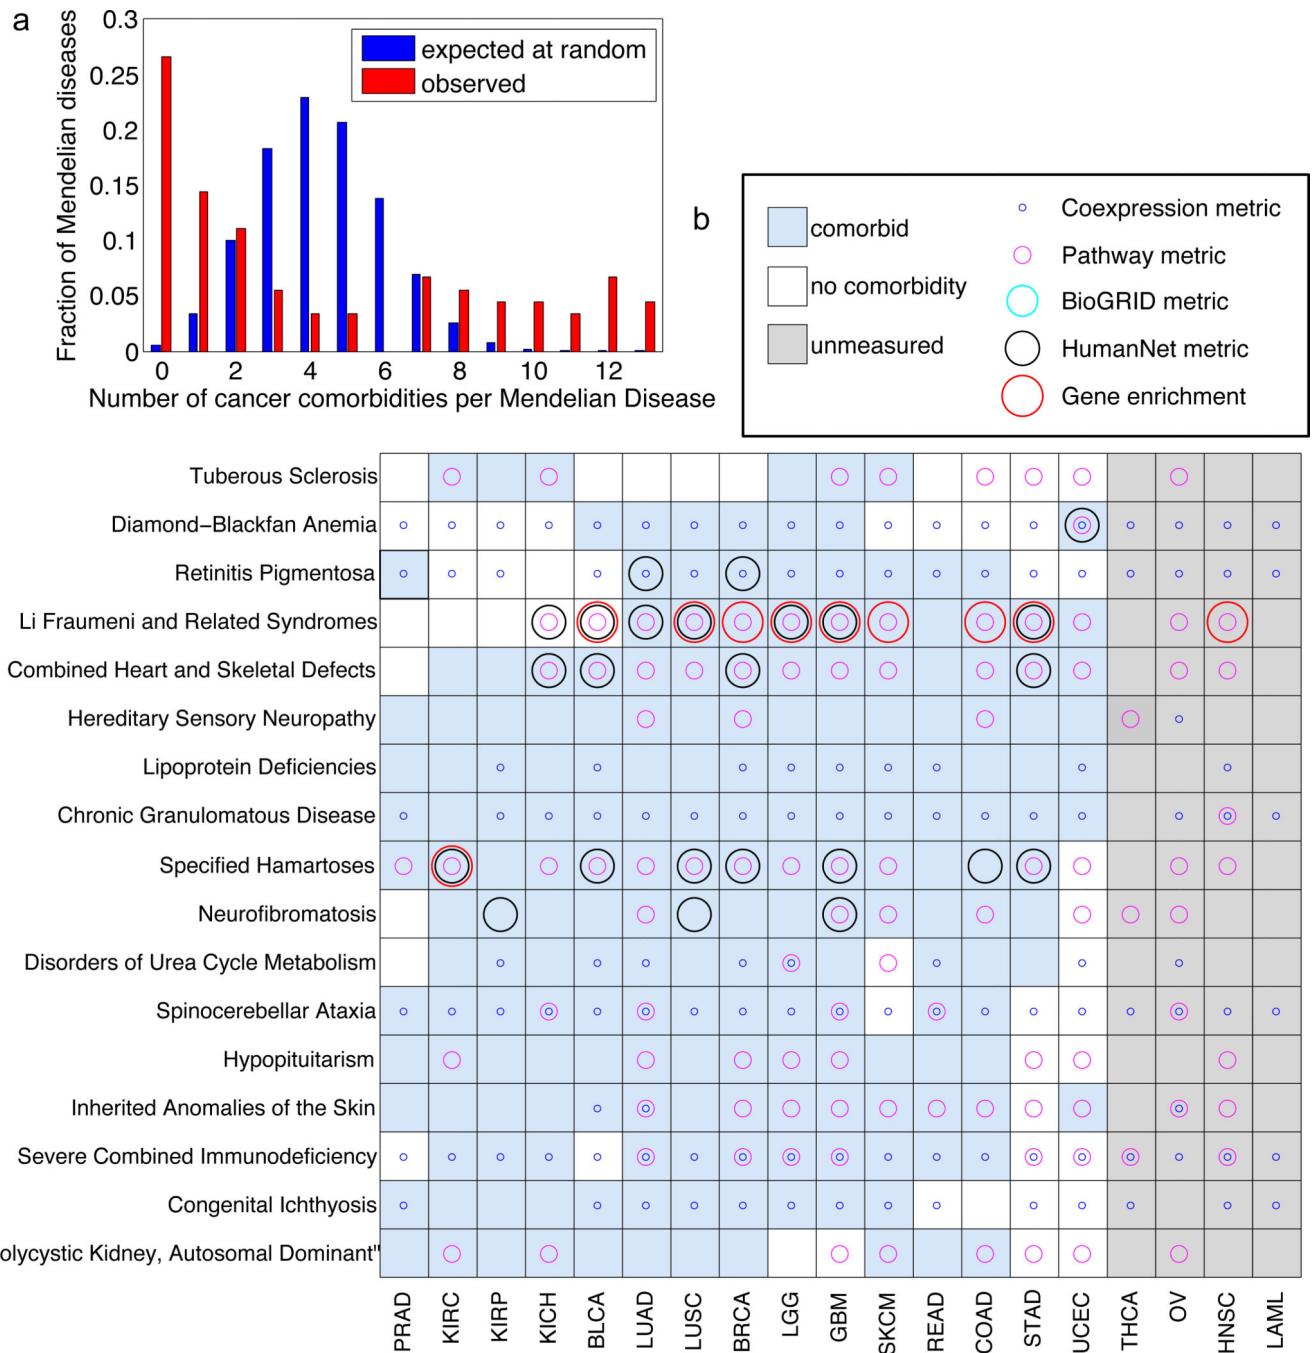 a
0.3
0.25
0.2
0.15
0.1
0.05
0
Fraction of Mendelian diseases
expected at random
observed
0 2 4 6 8 10 12
Number of cancer comorbidities per Mendelian Disease
b
comorbid
no comorbidity
unmeasured
Coexpression metric
Pathway metric
BioGRID metric
HumanNet metric
Gene enrichment
Tuberous Sclerosis
Diamond−Blackfan Anemia
Retinitis Pigmentosa
Li Fraumeni and Related Syndromes
Combined Heart and Skeletal Defects
Hereditary Sensory Neuropathy
Lipoprotein Deficiencies
Chronic Granulomatous Disease
Specified Hamartoses
Neurofibromatosis
Disorders of Urea Cycle Metabolism
Spinocerebellar Ataxia
Hypopituitarism
Inherited Anomalies of the Skin
Severe Combined Immunodeficiency
Congenital Ichthyosis
olycystic Kidney, Autosomal Dominant"
PRAD
KIRC
KIRP
KICH
BLCA
LUAD
LUSC
BRCA
LGG
GBM
SKCM
READ
COAD
STAD
UCEC
THCA
OV
HNSC
LAML